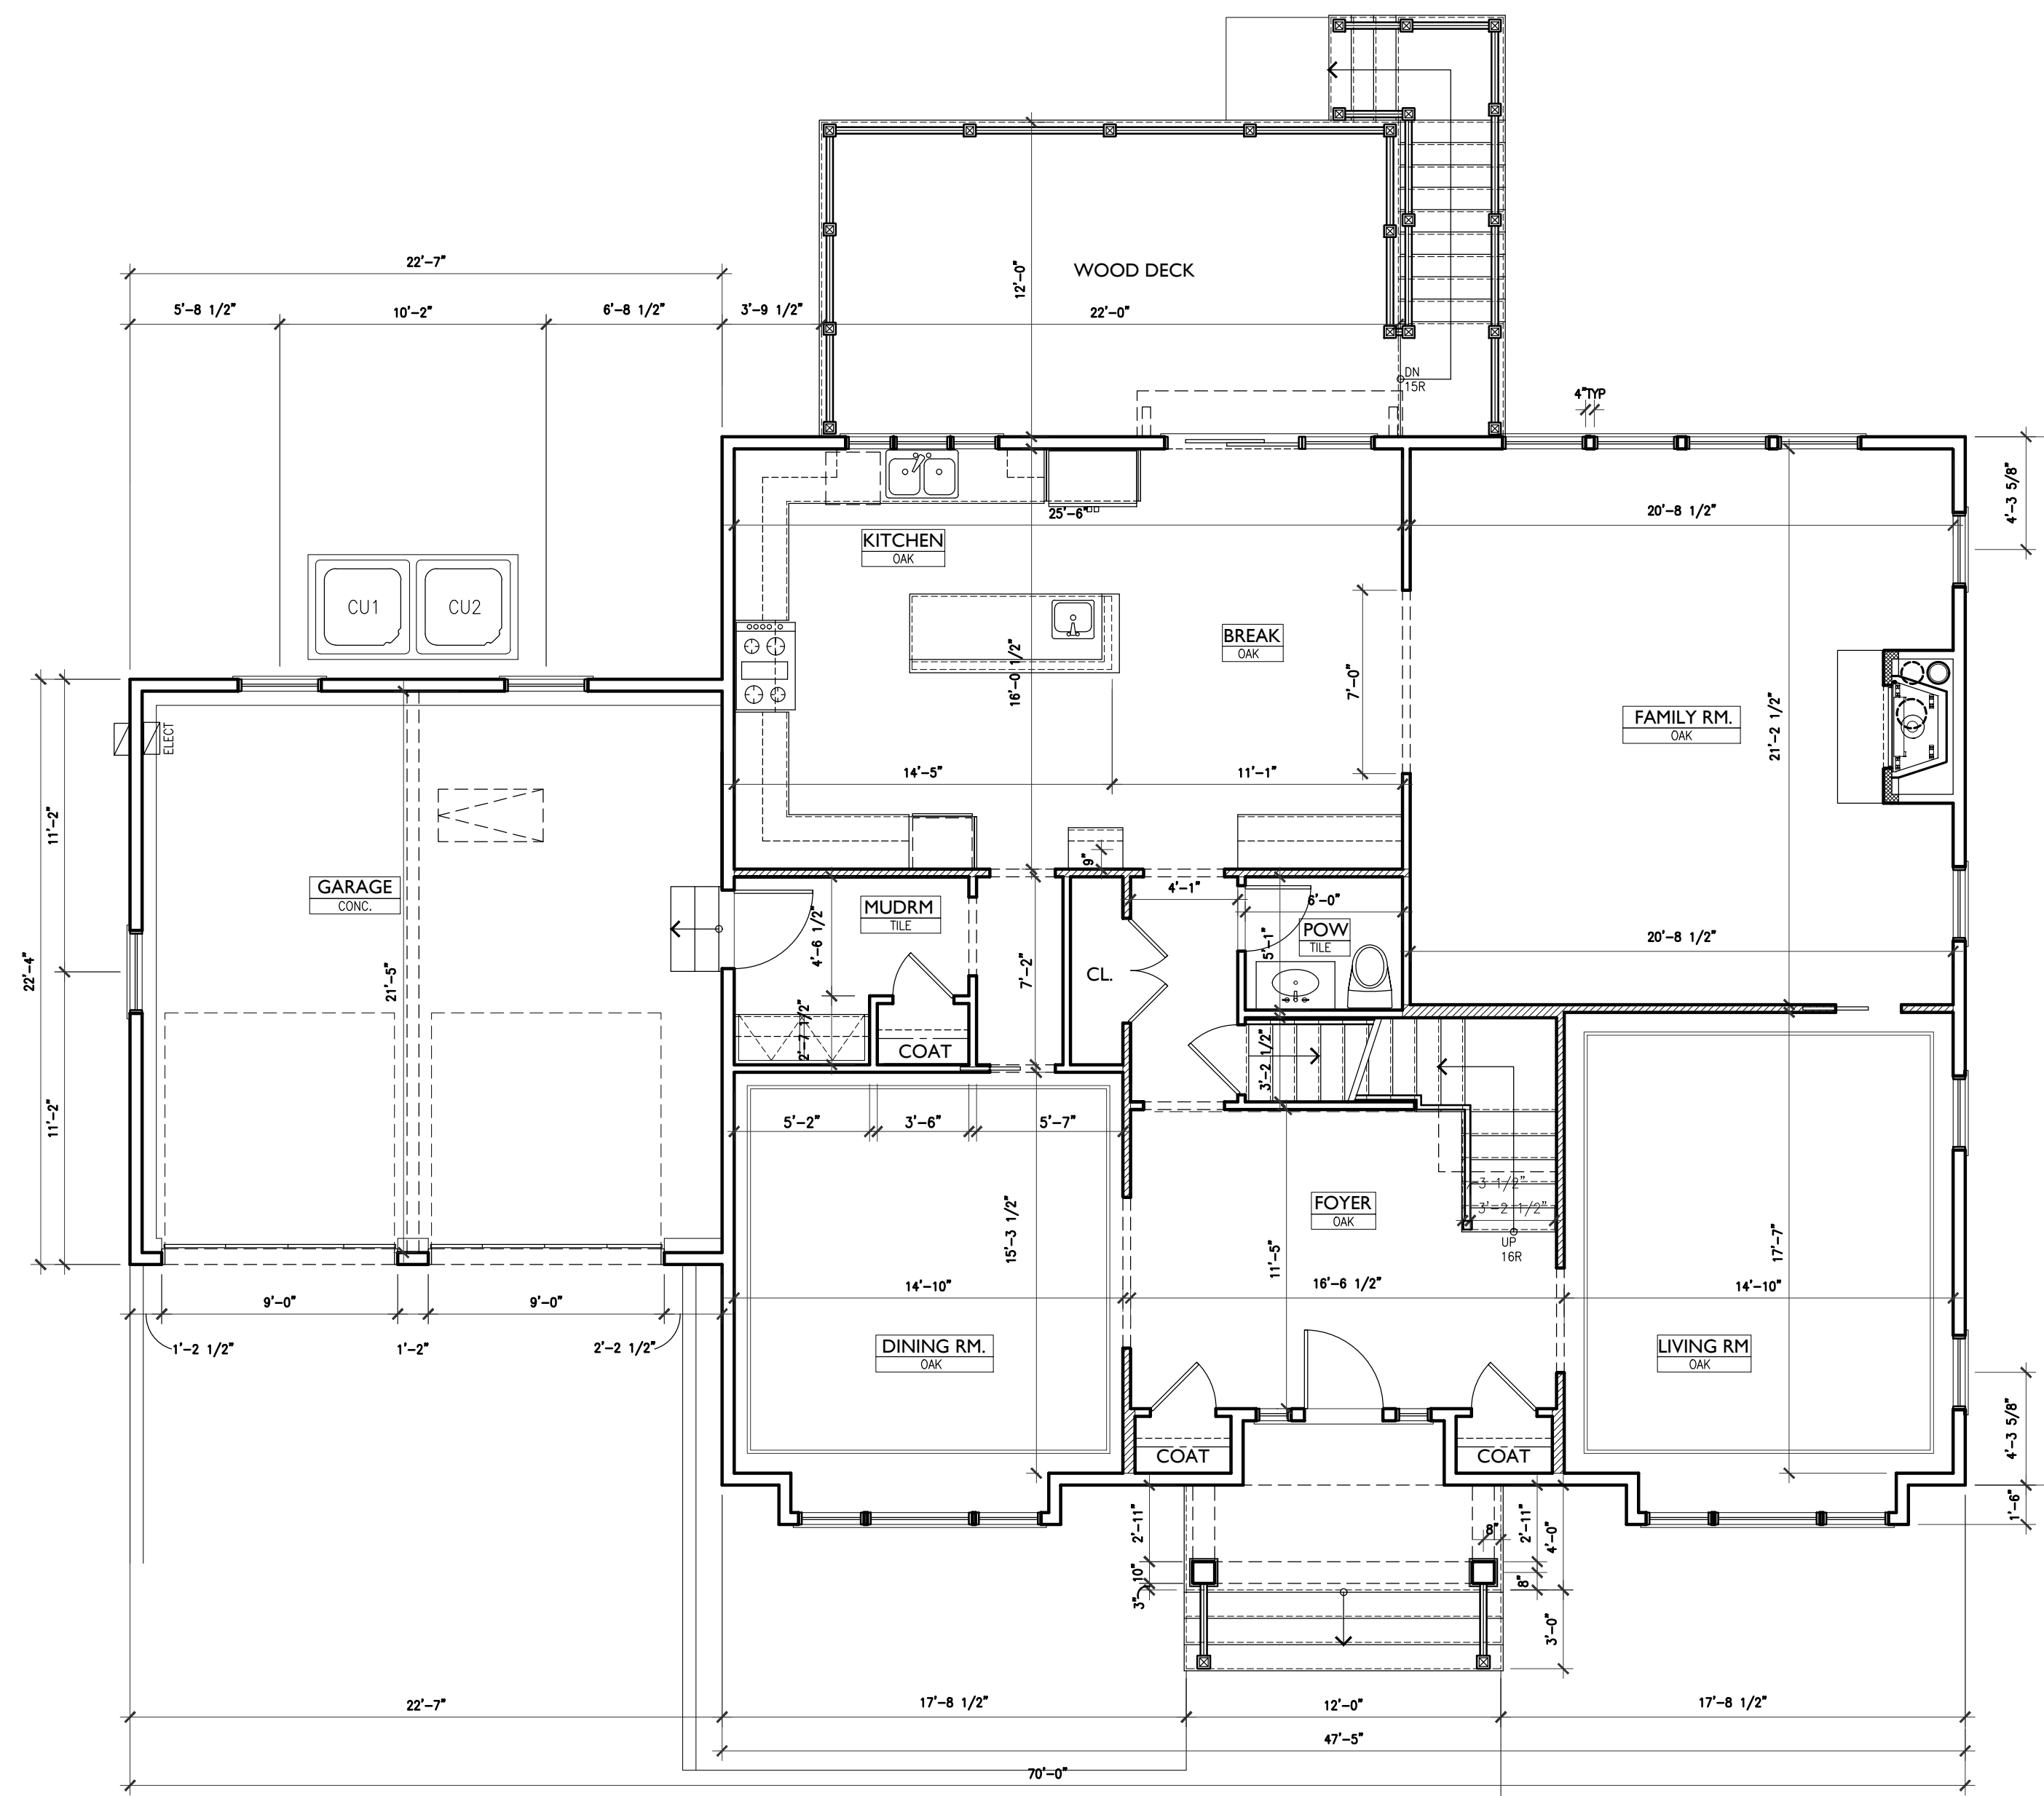 22'-7"
5'-8 1/2"
10'-2"
6'-8 1/2"
3'-9 1/2"
12'-0"
WOOD DECK
22'-0"
DN
15R
4"TYP
4'-3 5/8"
25'-6"
20'-8 1/2"
KITCHEN
OAK
CU1
CU2
BREAK
OAK
16'-0 1/2"
7'-0"
FAMILY RM.
OAK
21'-2 1/2"
ELECT
14'-5"
11'-1"
11'-2"
9"
GARAGE
CONC.
4'-1"
6'-0"
MUDRM
TILE
4'-6 1/2"
POW
TILE
5'-1"
20'-8 1/2"
22'-4"
21'-5"
7'-2"
CL.
2'-7 1/2"
COAT
3'-2 1/2"
11'-2"
5'-2"
3'-6"
5'-7"
FOYER
OAK
3'-2 1/2"
UP
16R
15'-3 1/2"
11'-5"
17'-7"
14'-10"
16'-6 1/2"
14'-10"
9'-0"
9'-0"
1'-2 1/2"
1'-2"
2'-2 1/2"
DINING RM.
OAK
LIVING RM
OAK
4'-3 5/8"
COAT
COAT
1'-6"
2'-11"
8"
2'-11"
4'-0"
10"
3"
8"
3'-0"
22'-7"
17'-8 1/2"
12'-0"
17'-8 1/2"
47'-5"
70'-0"